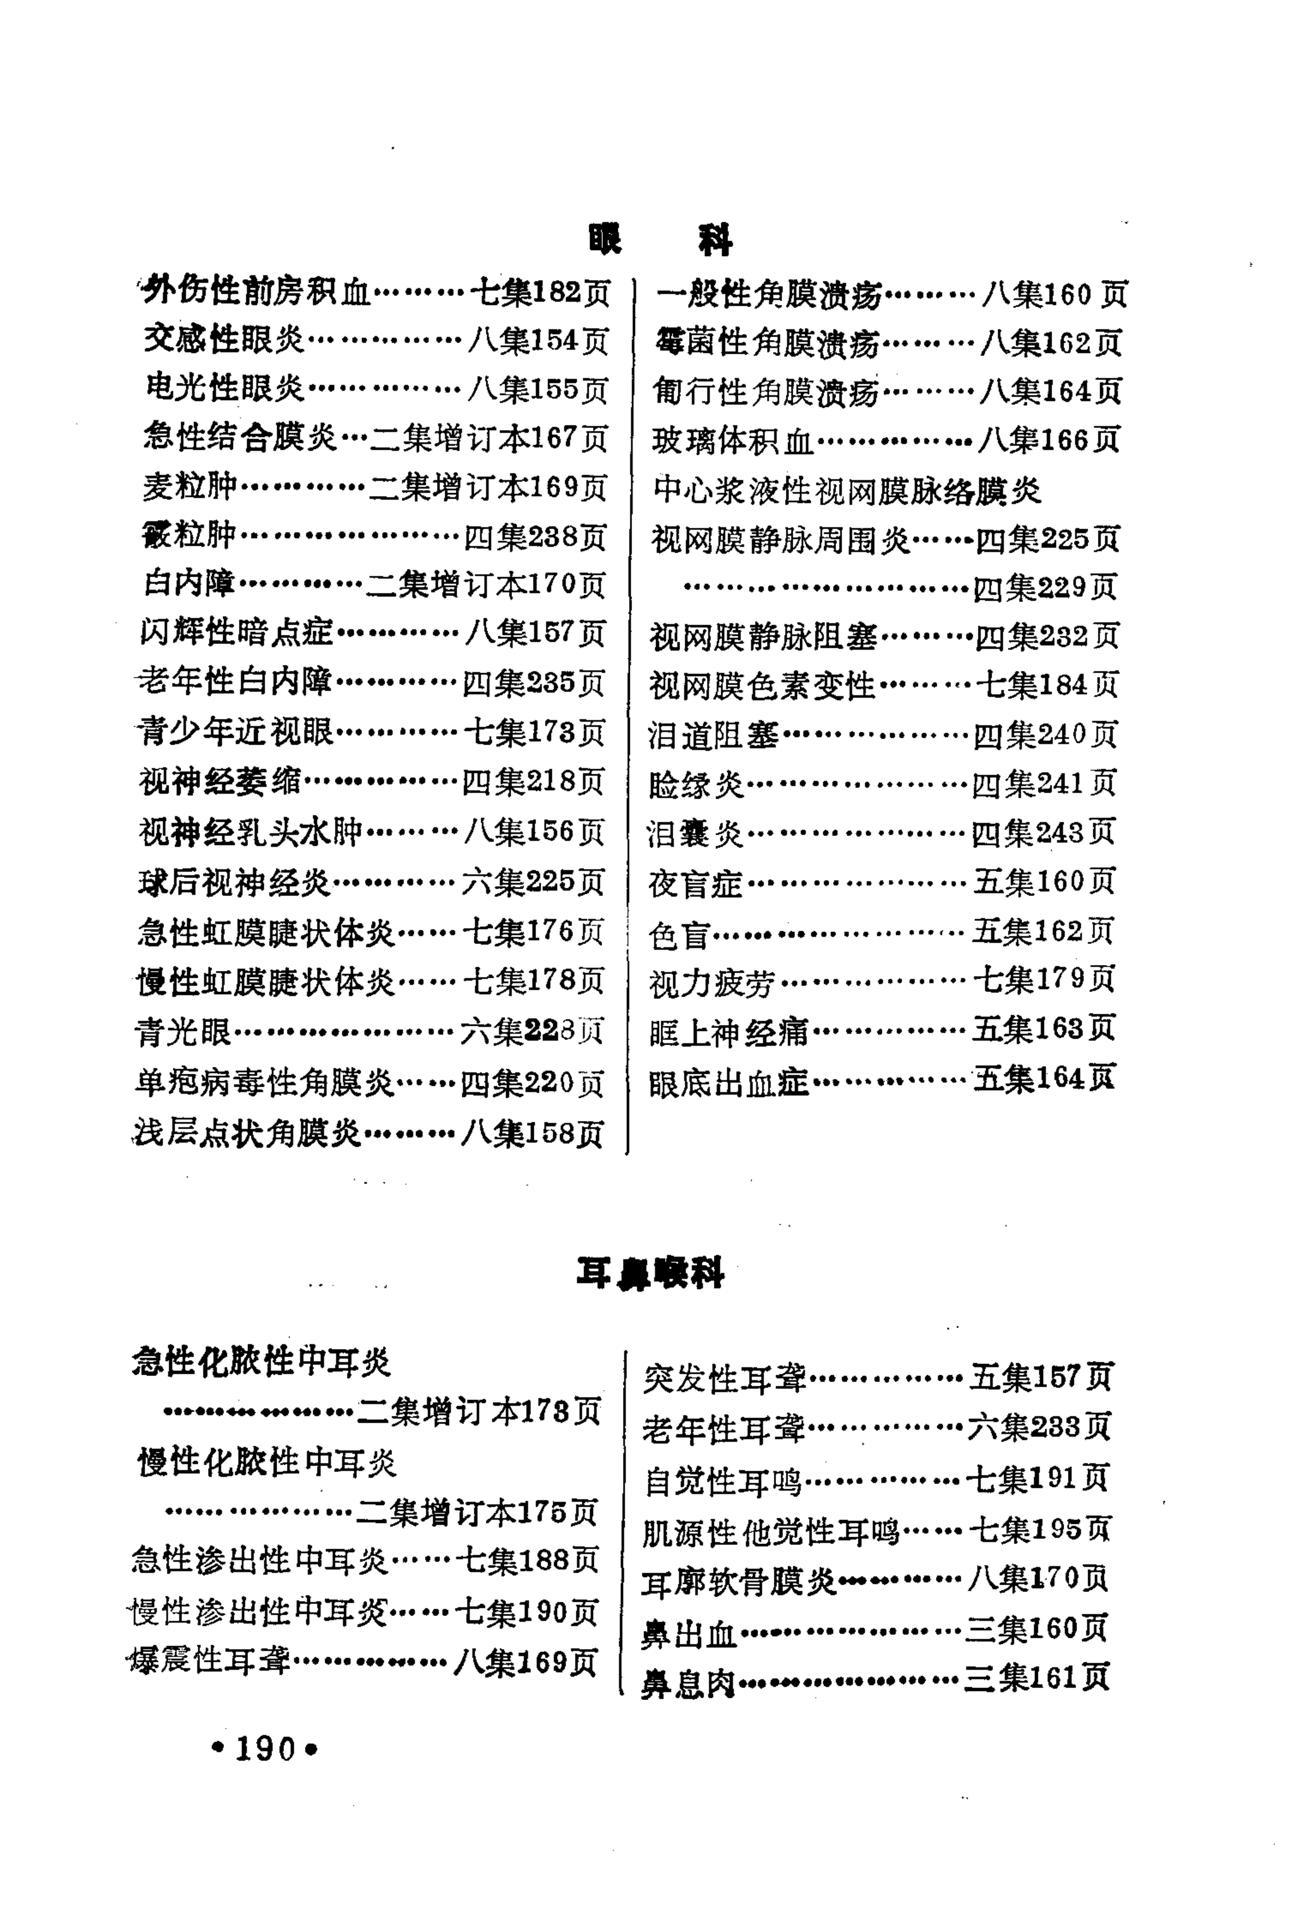 眼 科
外伤性前房积血………七集182页
交感性眼炎……………八集154页
电光性眼炎……………八集155页
急性结合膜炎…二集增订本167页
麦粒肿…………二集增订本169页
霰粒肿…………………四集238页
白内障…………二集增订本170页
闪辉性暗点症…………八集157页
老年性白内障…………四集235页
青少年近视眼…………七集173页
视神经萎缩……………四集218页
视神经乳头水肿………八集156页
球后视神经炎…………六集225页
急性虹膜睫状体炎……七集176页
慢性虹膜睫状体炎……七集178页
青光眼…………………六集228页
单疱病毒性角膜炎……四集220页
浅层点状角膜炎………八集158页
一般性角膜溃疡………八集160页
霉菌性角膜溃疡………八集162页
匍行性角膜溃疡………八集164页
玻璃体积血……………八集166页
中心浆液性视网膜脉络膜炎
视网膜静脉周围炎……四集225页
………………………四集229页
视网膜静脉阻塞………四集232页
视网膜色素变性………七集184页
泪道阻塞………………四集240页
睑缘炎…………………四集241页
泪囊炎…………………四集243页
夜盲症…………………五集160页
色盲……………………五集162页
视力疲劳………………七集179页
眶上神经痛……………五集163页
眼底出血症……………五集164页
耳鼻喉科
急性化脓性中耳炎
………………二集增订本173页
慢性化脓性中耳炎
………………二集增订本175页
急性渗出性中耳炎……七集188页
慢性渗出性中耳炎……七集190页
爆震性耳聋……………八集169页
突发性耳聋……………五集157页
老年性耳聋……………六集233页
自觉性耳鸣……………七集191页
肌源性他觉性耳鸣……七集195页
耳廓软骨膜炎…………八集170页
鼻出血…………………三集160页
鼻息肉…………………三集161页
•190•